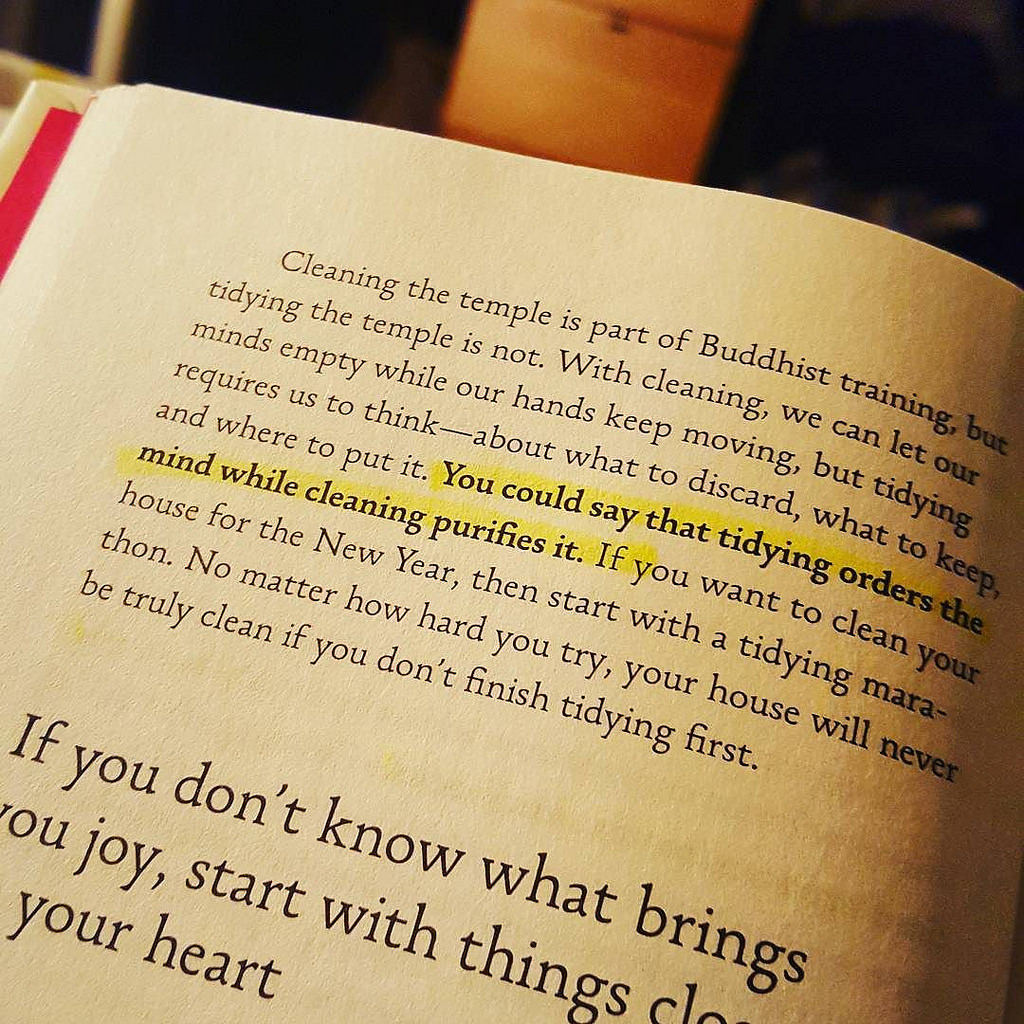 Cleaning the temple is part of Buddhist training, but
tidying the temple is not. With cleaning, we can let our
minds empty while our hands keep moving, but tidying
requires us to think—about what to discard, what to keep,
and where to put it. You could say that tidying orders the
mind while cleaning purifies it. If you want to clean your
house for the New Year, then start with a tidying mara-
thon. No matter how hard you try, your house will never
be truly clean if you don't finish tidying first.
If you don't know what brings
you joy, start with things
your heart